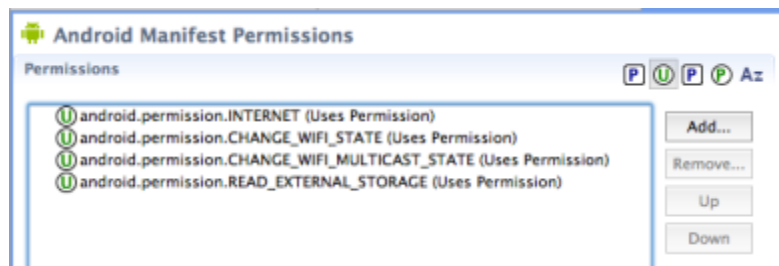 Android Manifest Permissions
Permissions
P U P P Az
U android.permission.INTERNET (Uses Permission)
U android.permission.CHANGE_WIFI_STATE (Uses Permission)
U android.permission.CHANGE_WIFI_MULTICAST_STATE (Uses Permission)
U android.permission.READ_EXTERNAL_STORAGE (Uses Permission)
Add...
Remove...
Up
Down